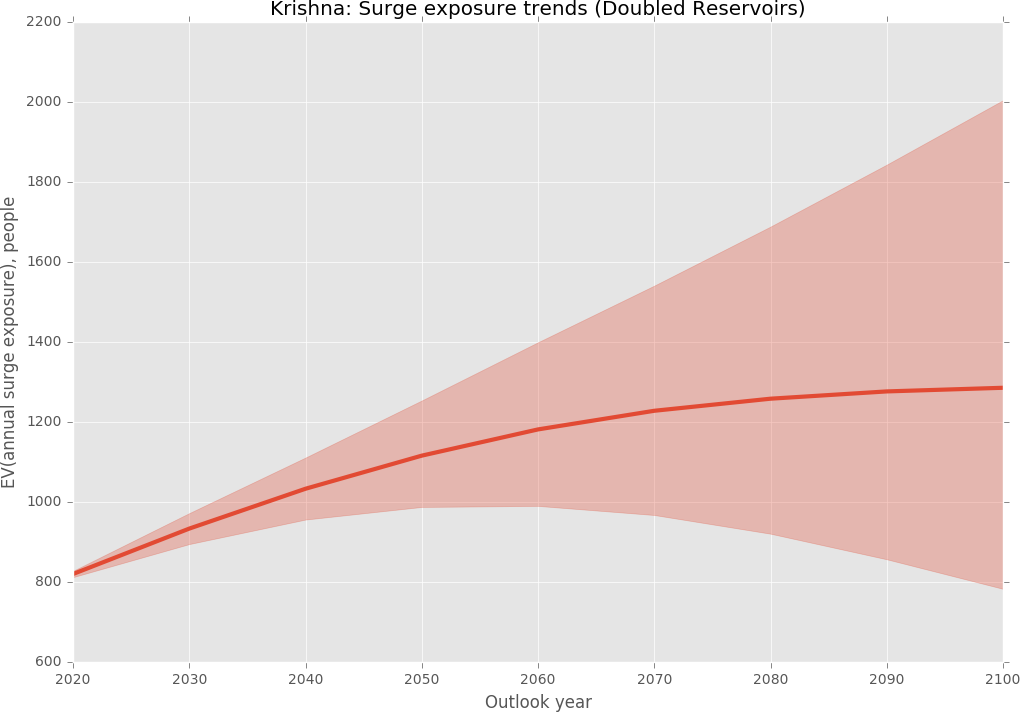 Krishna: Surge exposure trends (Doubled Reservoirs)
2200
2000
1800
1600
1400
1200
1000
800
600
EV(annual surge exposure), people
2020 2030 2040 2050 2060 2070 2080 2090 2100
Outlook year